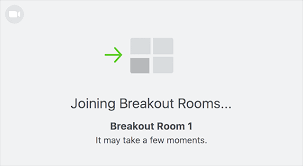 Joining Breakout Rooms...
Breakout Room 1
It may take a few moments.